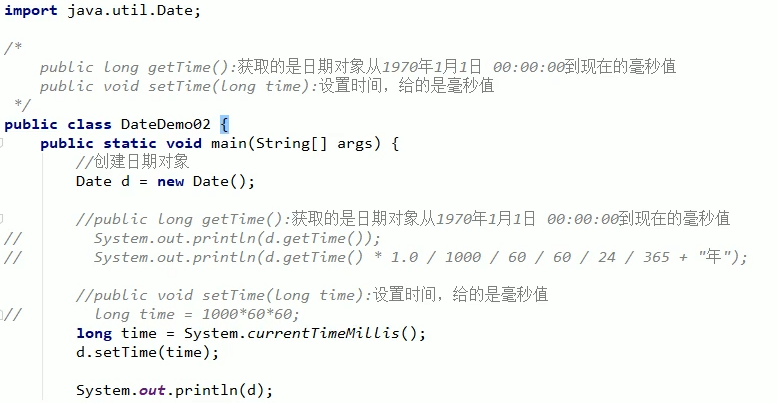 import java.util.Date;
/*
public long getTime():获取的是日期对象从1970年1月1日 00:00:00到现在的毫秒值
public void setTime(long time):设置时间，给的是毫秒值
*/
public class DateDemo02 {
public static void main(String[] args) {
//创建日期对象
Date d = new Date();
//public long getTime():获取的是日期对象从1970年1月1日 00:00:00到现在的毫秒值
// System.out.println(d.getTime());
// System.out.println(d.getTime() * 1.0 / 1000 / 60 / 60 / 24 / 365 + "年");
//public void setTime(long time):设置时间，给的是毫秒值
// long time = 1000*60*60;
long time = System.currentTimeMillis();
d.setTime(time);
System.out.println(d);